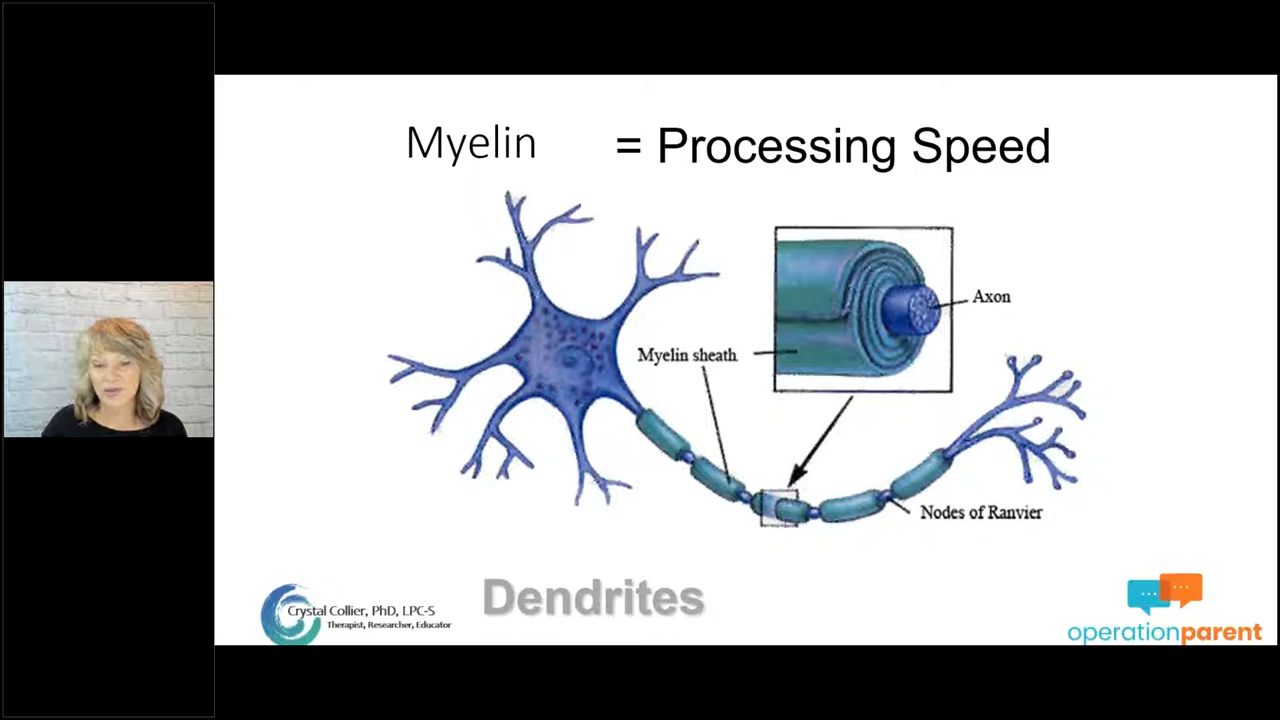 Myelin = Processing Speed
Axon
Myelin sheath
Nodes of Ranvier
Dendrites
Crystal Collier, PhD, LPC-S
Therapist, Researcher, Educator
operationparent